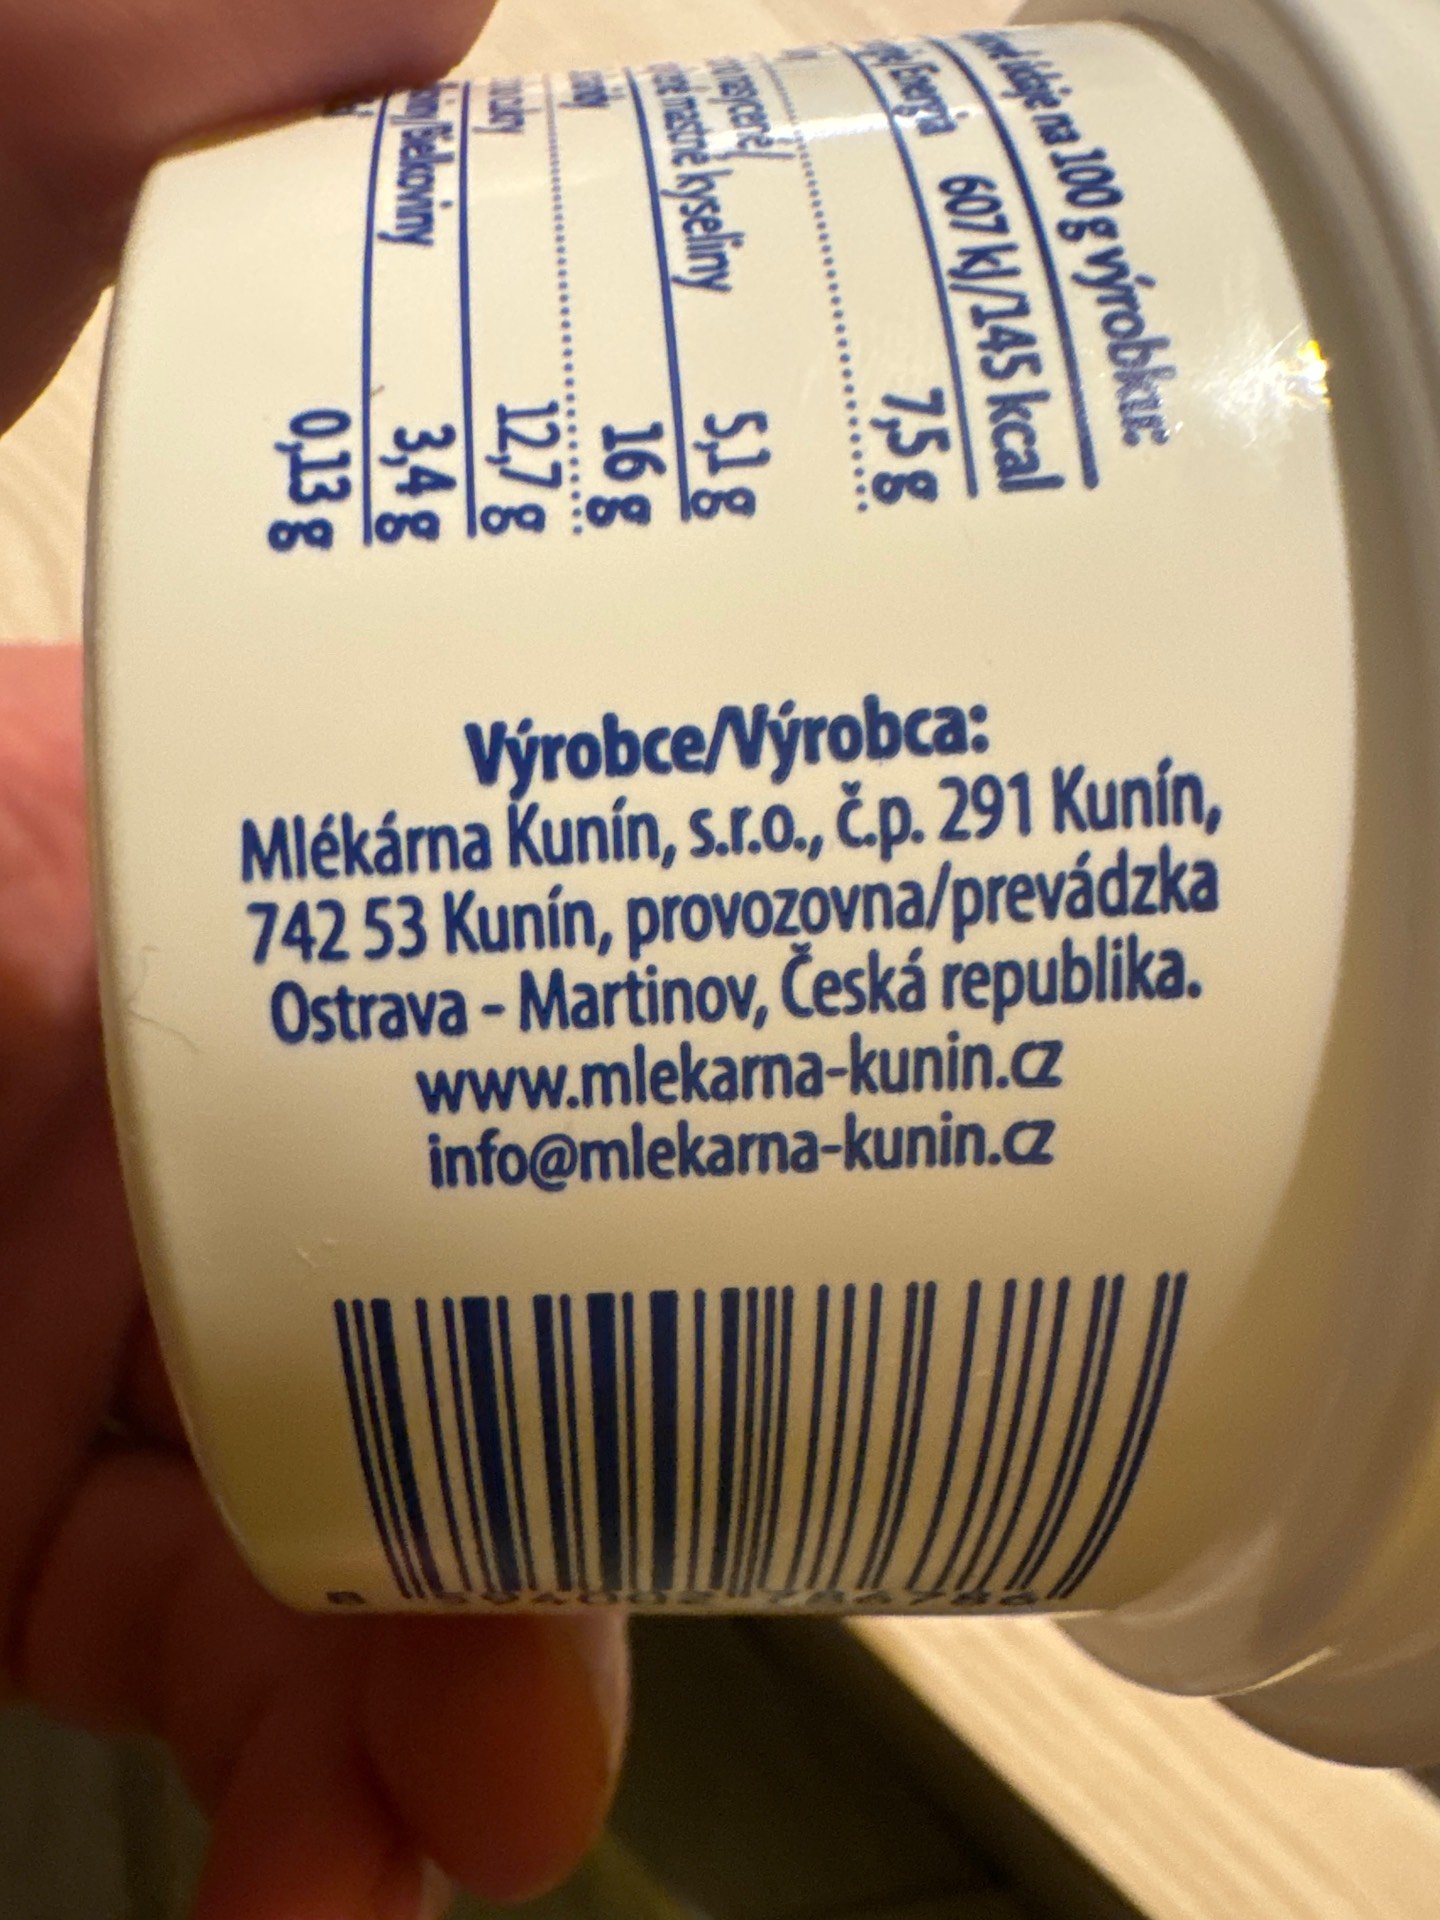 na 100 g výrobku:
Energia 607 kJ/145 kcal
7,5 g
mastné kyseliny 5,1 g
16 g
12,7 g
Bielkoviny 3,4 g
0,13 g
Výrobce/Výrobca:
Mlékárna Kunín, s.r.o., č.p. 291 Kunín,
742 53 Kunín, provozovna/prevádzka
Ostrava - Martinov, Česká republika.
www.mlekarna-kunin.cz
info@mlekarna-kunin.cz